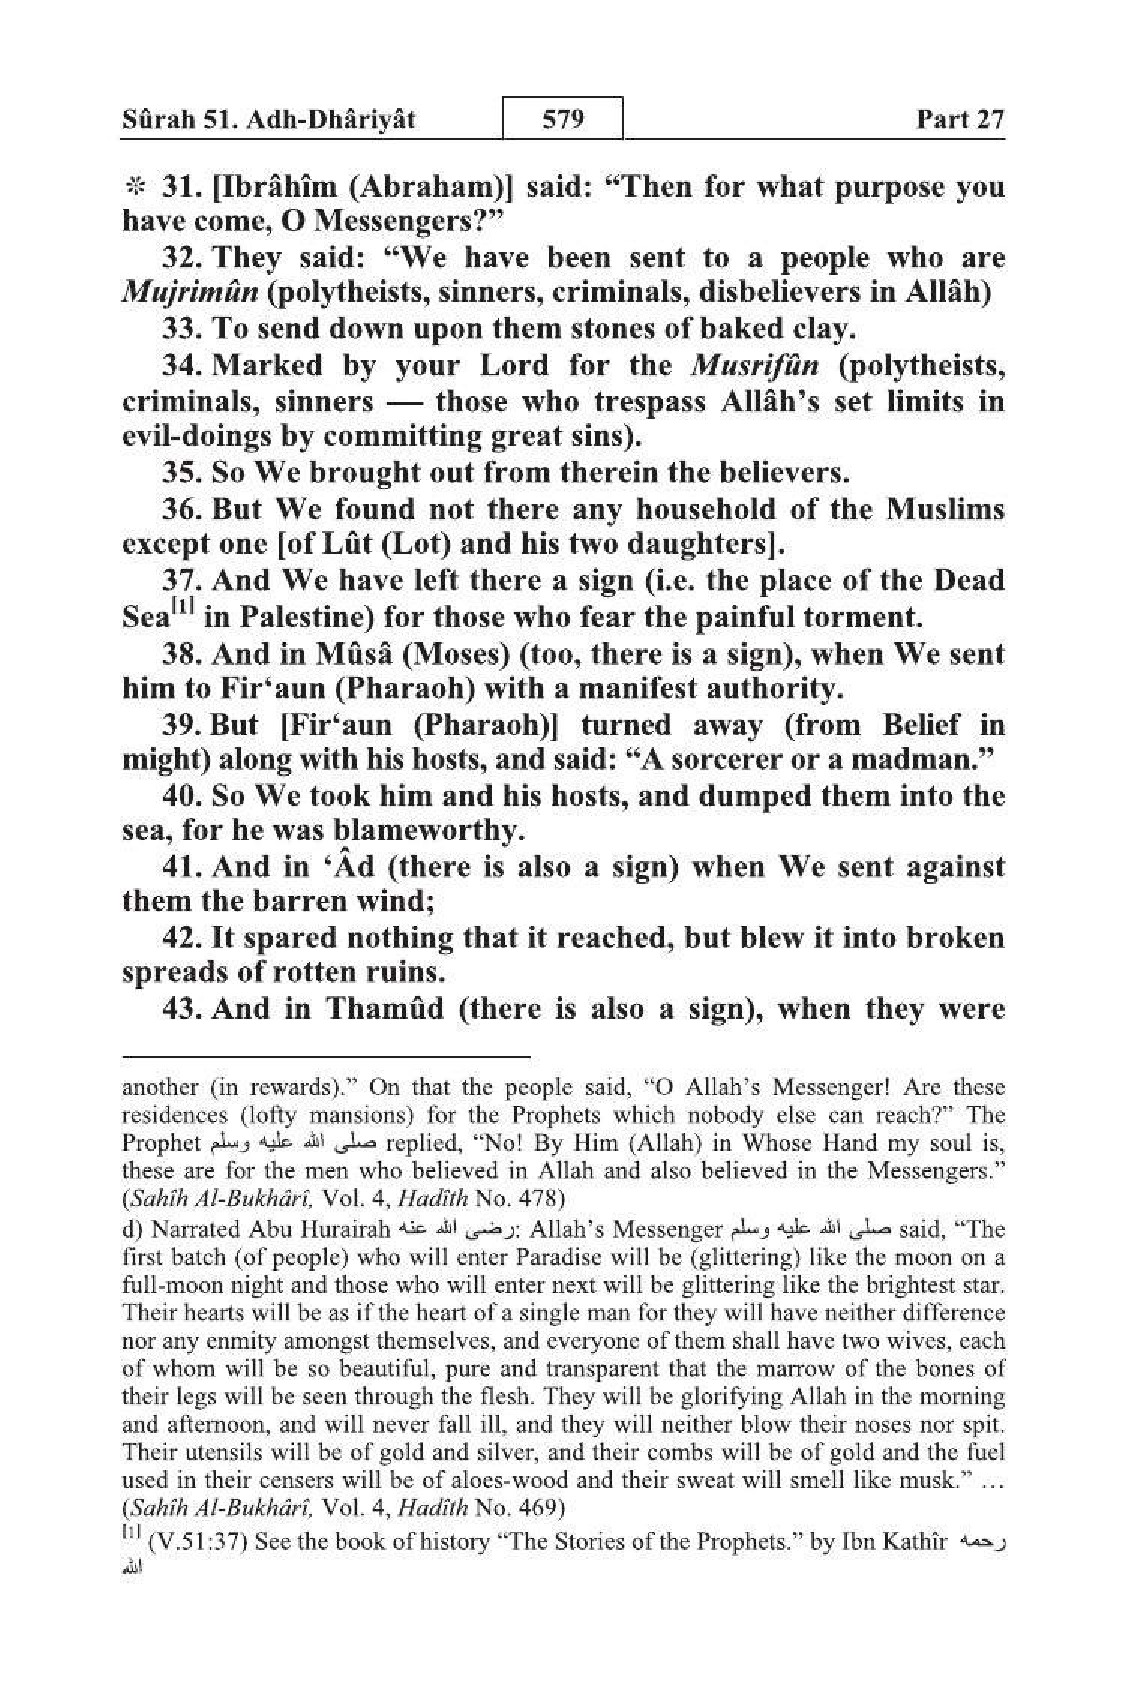 Sûrah 51. Adh-Dhâriyât 579 Part 27
❊ 31. [Ibrâhîm (Abraham)] said: “Then for what purpose you
have come, O Messengers?”
32. They said: “We have been sent to a people who are
Mujrimûn (polytheists, sinners, criminals, disbelievers in Allâh)
33. To send down upon them stones of baked clay.
34. Marked by your Lord for the Musrifûn (polytheists,
criminals, sinners — those who trespass Allâh’s set limits in
evil-doings by committing great sins).
35. So We brought out from therein the believers.
36. But We found not there any household of the Muslims
except one [of Lût (Lot) and his two daughters].
37. And We have left there a sign (i.e. the place of the Dead
Sea[1] in Palestine) for those who fear the painful torment.
38. And in Mûsâ (Moses) (too, there is a sign), when We sent
him to Fir‘aun (Pharaoh) with a manifest authority.
39. But [Fir‘aun (Pharaoh)] turned away (from Belief in
might) along with his hosts, and said: “A sorcerer or a madman.”
40. So We took him and his hosts, and dumped them into the
sea, for he was blameworthy.
41. And in ‘Âd (there is also a sign) when We sent against
them the barren wind;
42. It spared nothing that it reached, but blew it into broken
spreads of rotten ruins.
43. And in Thamûd (there is also a sign), when they were
another (in rewards).” On that the people said, “O Allah’s Messenger! Are these
residences (lofty mansions) for the Prophets which nobody else can reach?” The
Prophet صلى الله عليه وسلم replied, “No! By Him (Allah) in Whose Hand my soul is,
these are for the men who believed in Allah and also believed in the Messengers.”
(Sahîh Al-Bukhârî, Vol. 4, Hadîth No. 478)
d) Narrated Abu Hurairah رضى الله عنه: Allah’s Messenger صلى الله عليه وسلم said, “The
first batch (of people) who will enter Paradise will be (glittering) like the moon on a
full-moon night and those who will enter next will be glittering like the brightest star.
Their hearts will be as if the heart of a single man for they will have neither difference
nor any enmity amongst themselves, and everyone of them shall have two wives, each
of whom will be so beautiful, pure and transparent that the marrow of the bones of
their legs will be seen through the flesh. They will be glorifying Allah in the morning
and afternoon, and will never fall ill, and they will neither blow their noses nor spit.
Their utensils will be of gold and silver, and their combs will be of gold and the fuel
used in their censers will be of aloes-wood and their sweat will smell like musk.” …
(Sahîh Al-Bukhârî, Vol. 4, Hadîth No. 469)
[1] (V.51:37) See the book of history “The Stories of the Prophets.” by Ibn Kathîr رحمه
الله